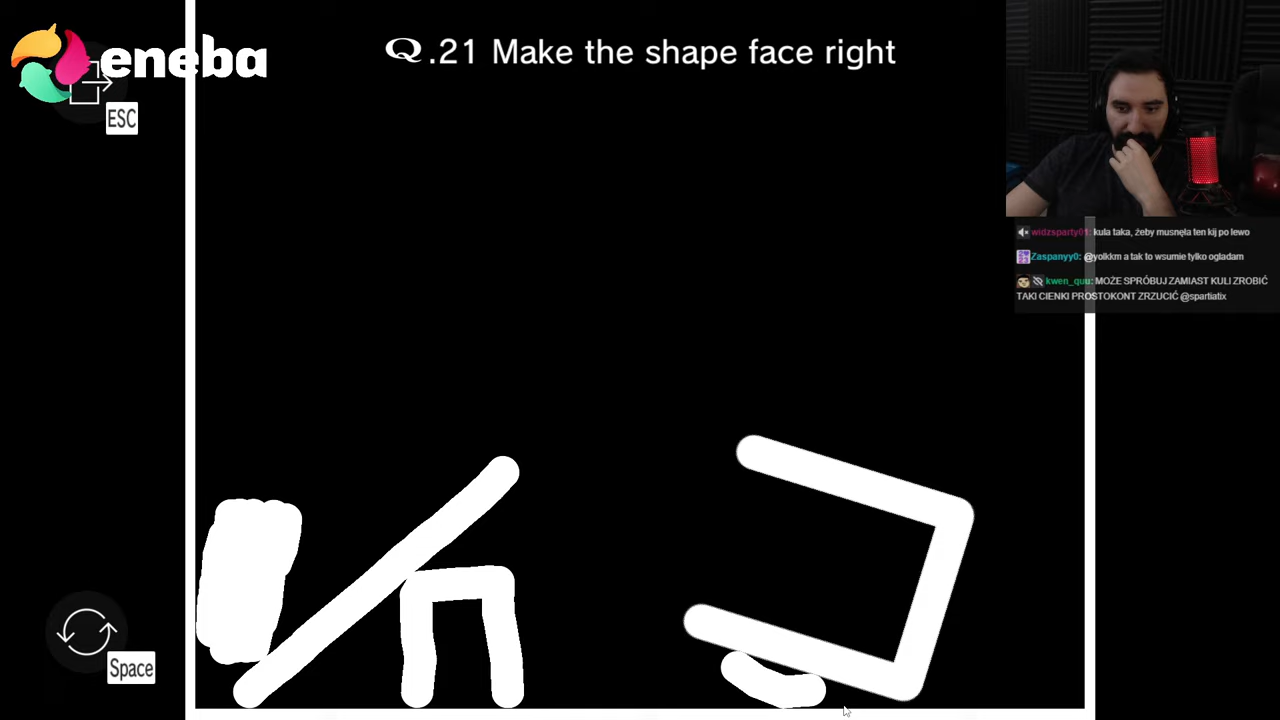 eneba
Q.21 Make the shape face right
ESC
widzsparty01: kula taka, żeby musnęła ten kij po lewo
Zaspanyy0: @yolkkm a tak to wsumie tylko ogladam
kwen_quu: MOŻE SPRÓBUJ ZAMIAST KULI ZROBIĆ
TAKI CIENKI PROSTOKONT ZRZUCIĆ @spartiatix
Space